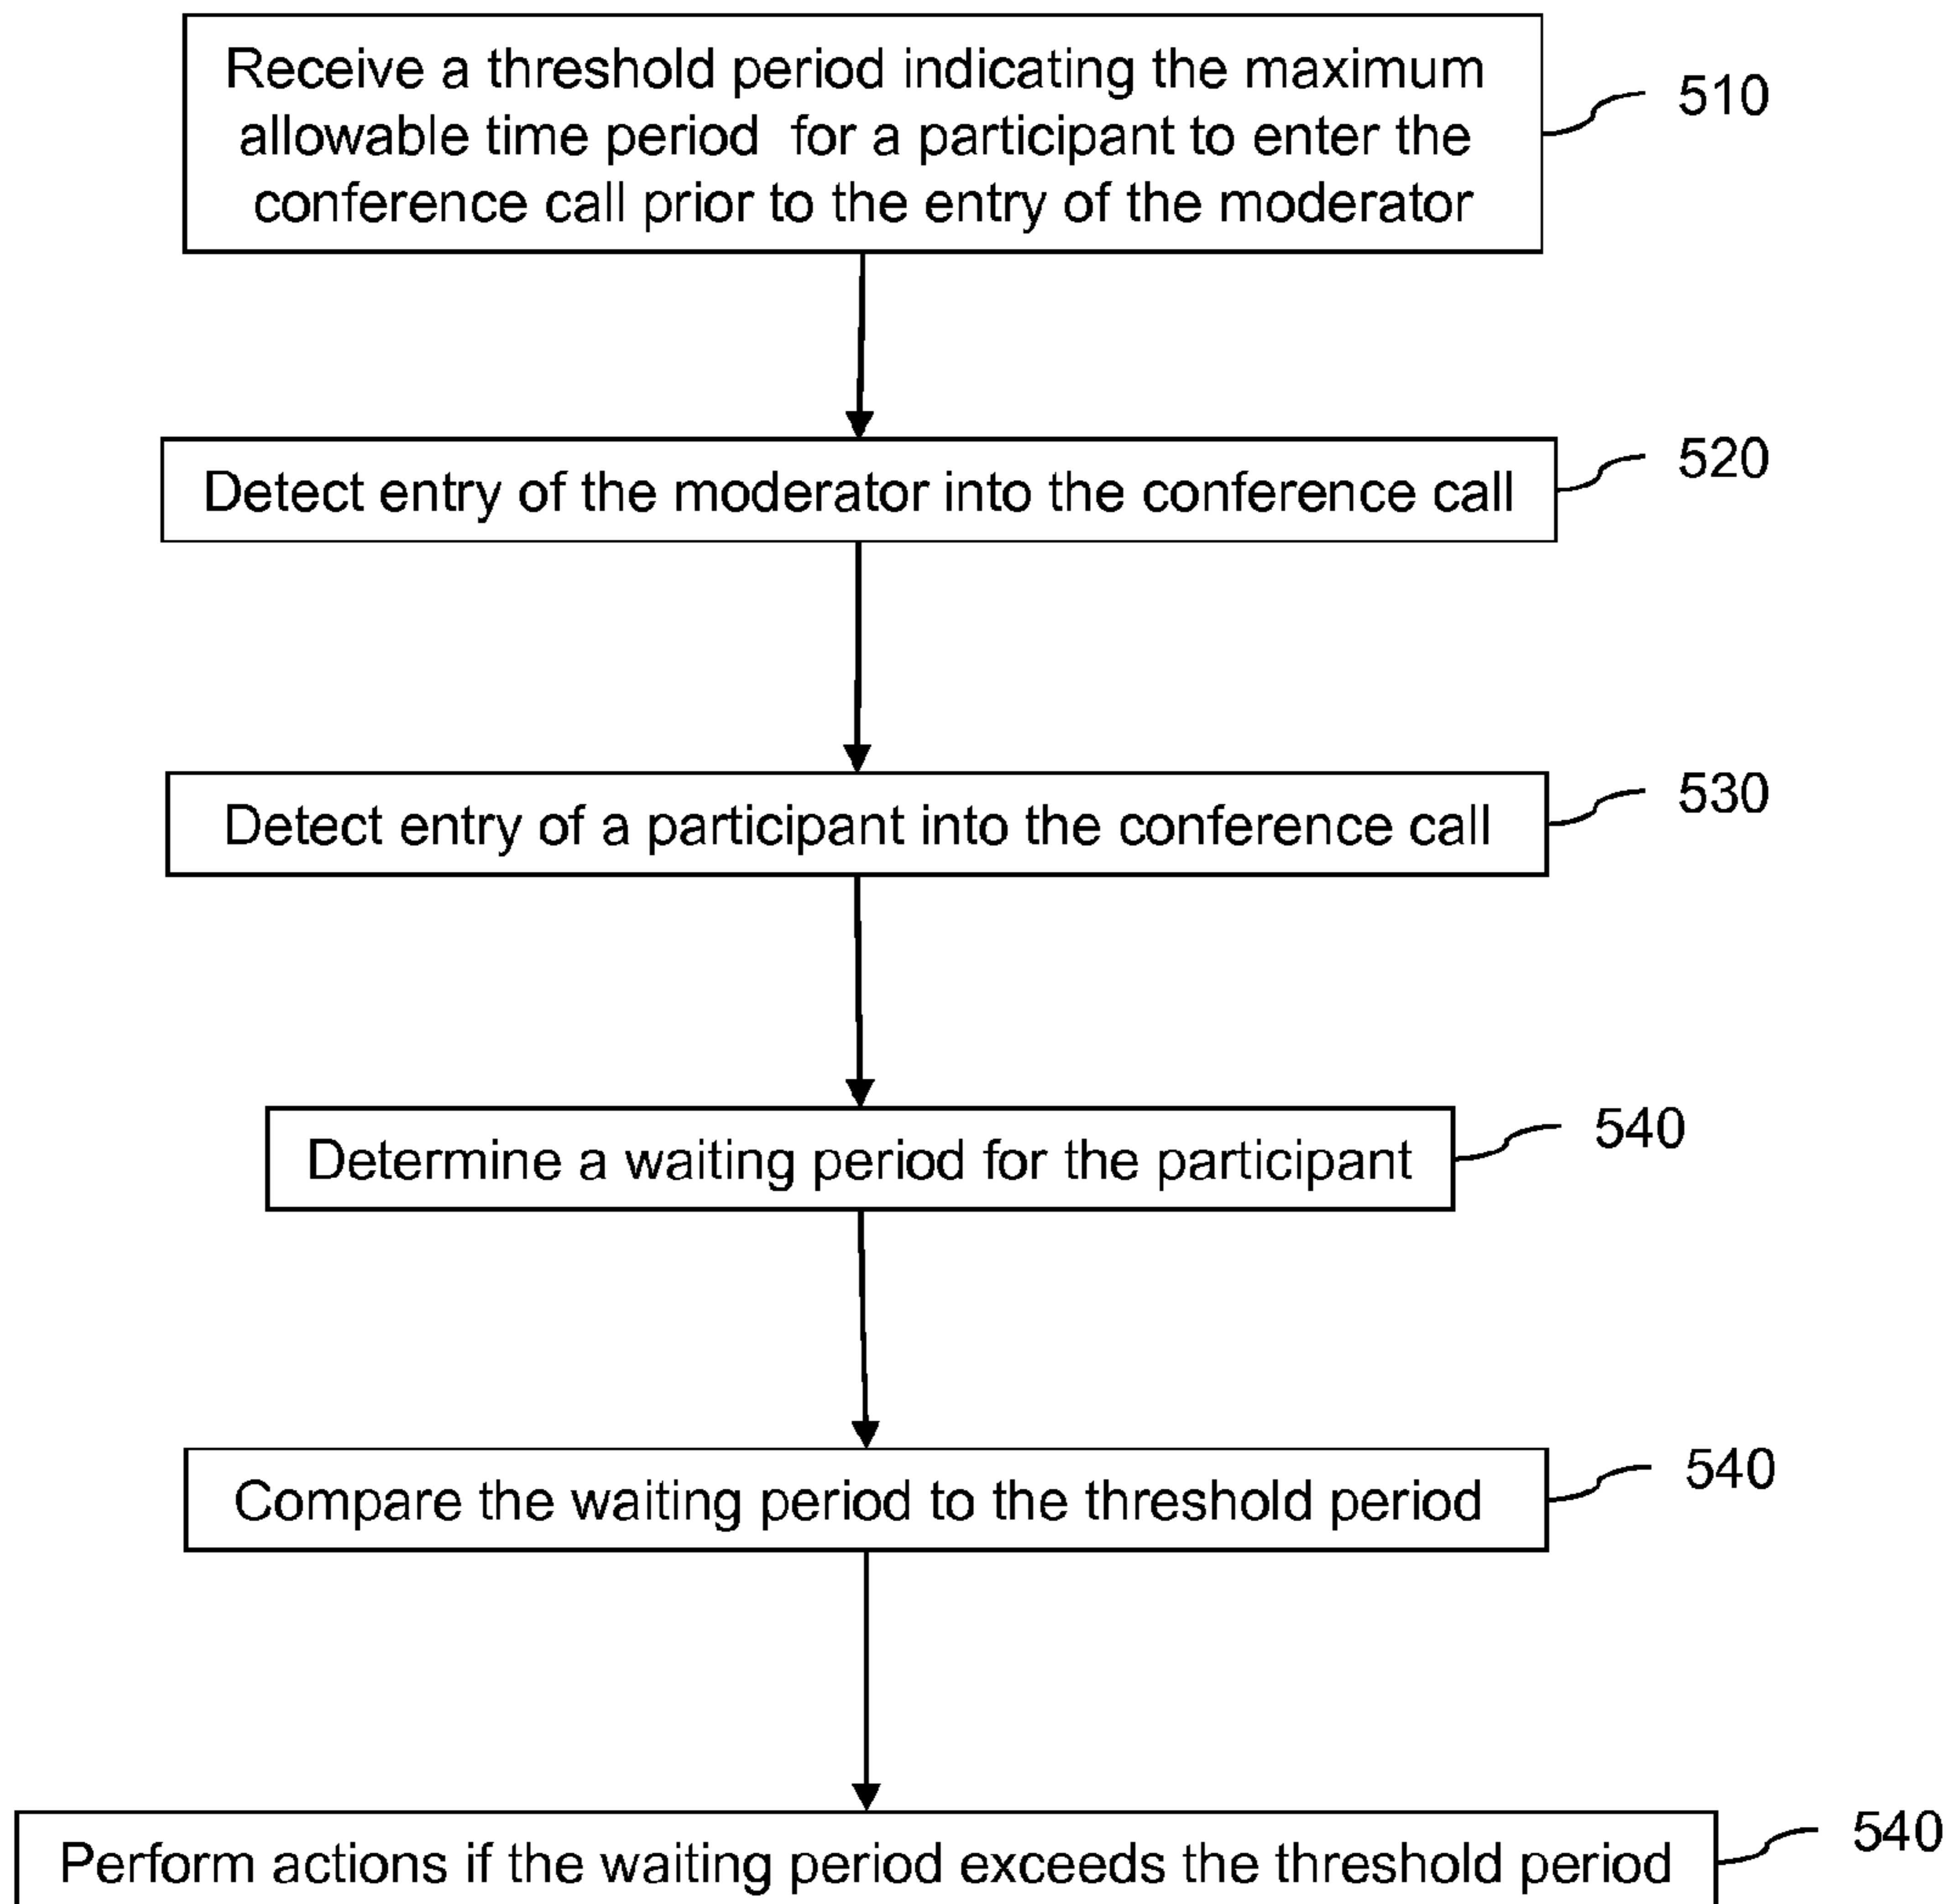 Receive a threshold period indicating the maximum
allowable time period for a participant to enter the
conference call prior to the entry of the moderator
510
Detect entry of the moderator into the conference call
520
Detect entry of a participant into the conference call
530
Determine a waiting period for the participant
540
Compare the waiting period to the threshold period
540
Perform actions if the waiting period exceeds the threshold period
540